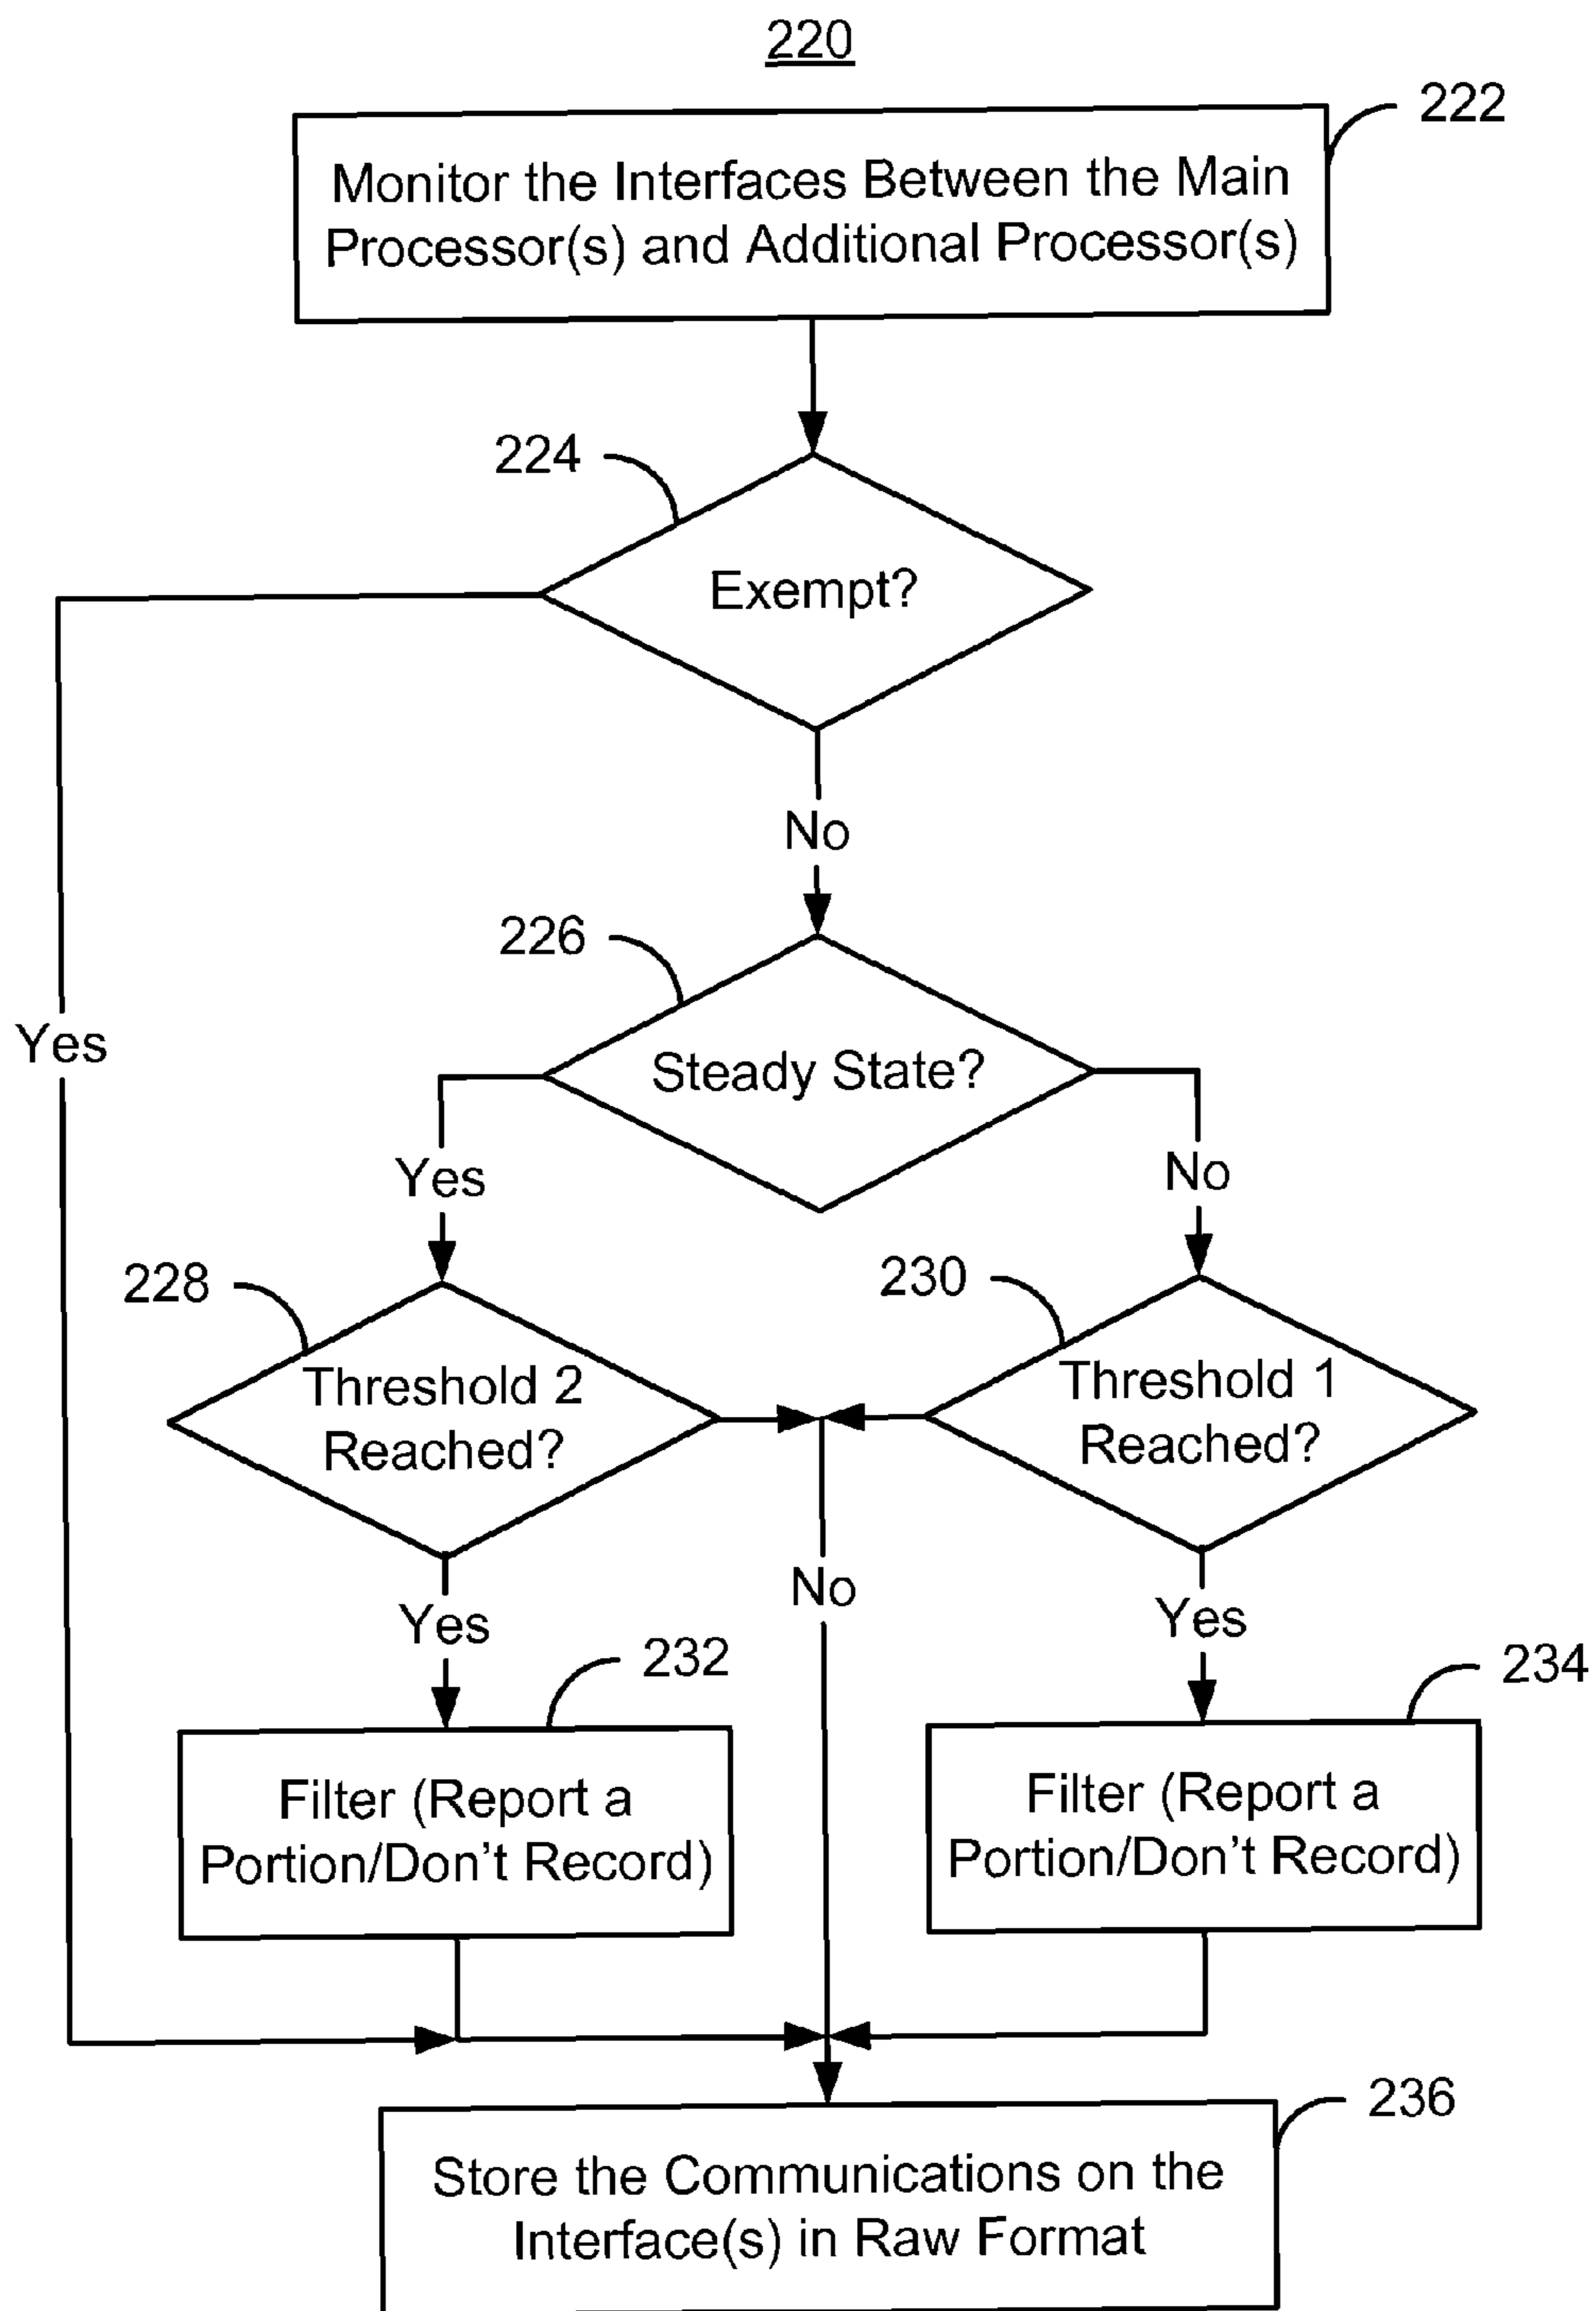 220
222
Monitor the Interfaces Between the Main
Processor(s) and Additional Processor(s)
224
Exempt?
No
226
Yes
Steady State?
Yes
No
228
230
Threshold 2
Reached?
Threshold 1
Reached?
No
Yes
Yes
232
234
Filter (Report a
Portion/Don't Record)
Filter (Report a
Portion/Don't Record)
236
Store the Communications on the
Interface(s) in Raw Format